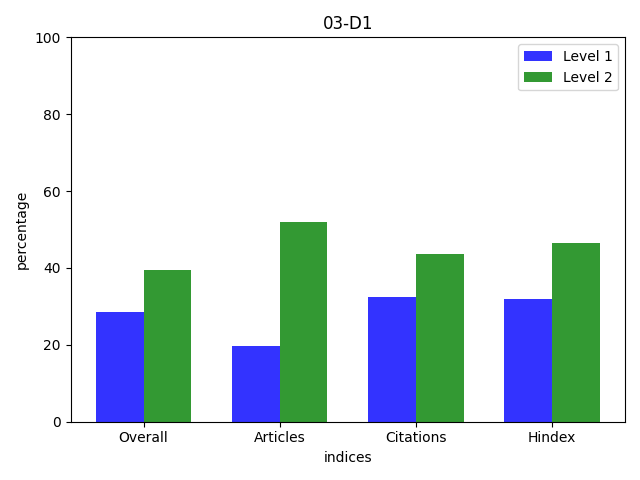 03-D1
Level 1
Level 2
percentage
100
80
60
40
20
0
Overall Articles Citations Hindex
indices